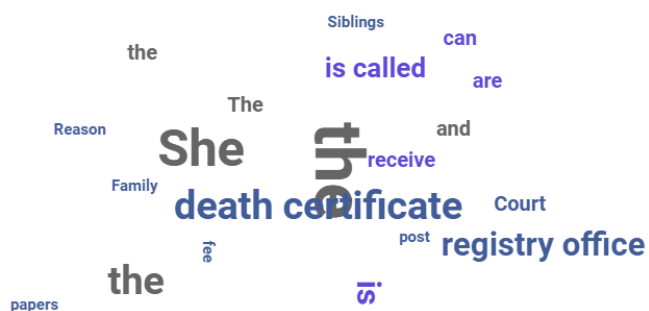 Siblings
can
the
is called
are
The
Reason
and
She
the
receive
Family
death certificate
Court
post
registry office
fee
the
is
papers